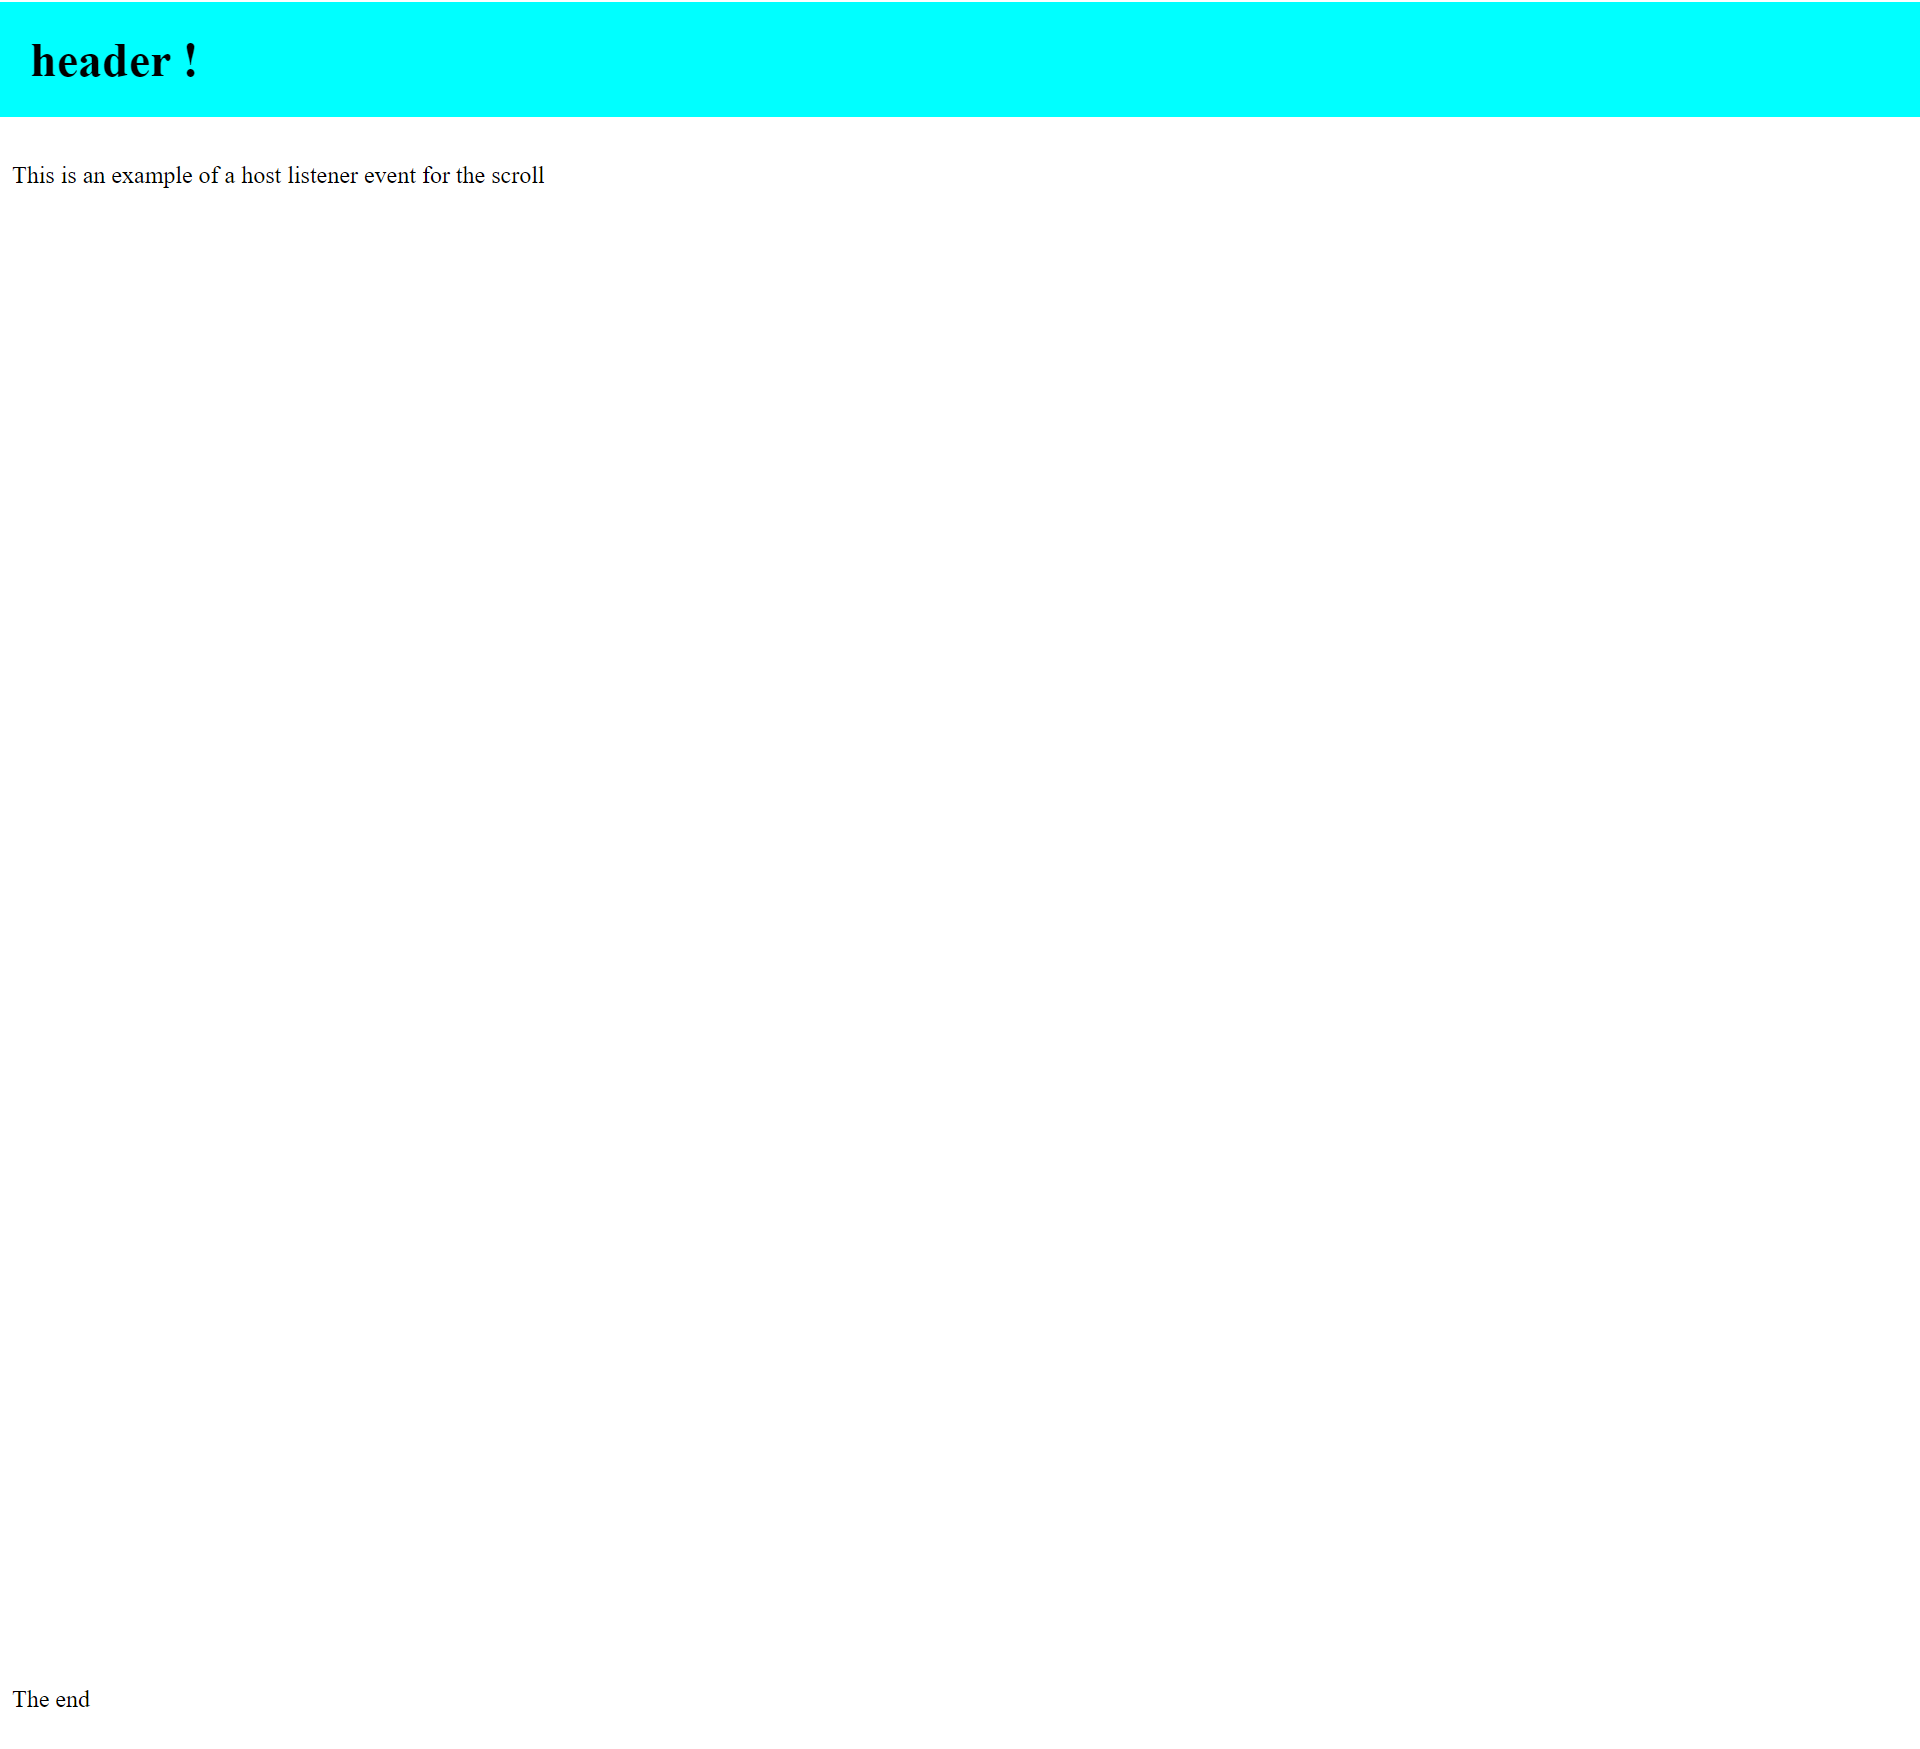 header !
This is an example of a host listener event for the scroll
The end